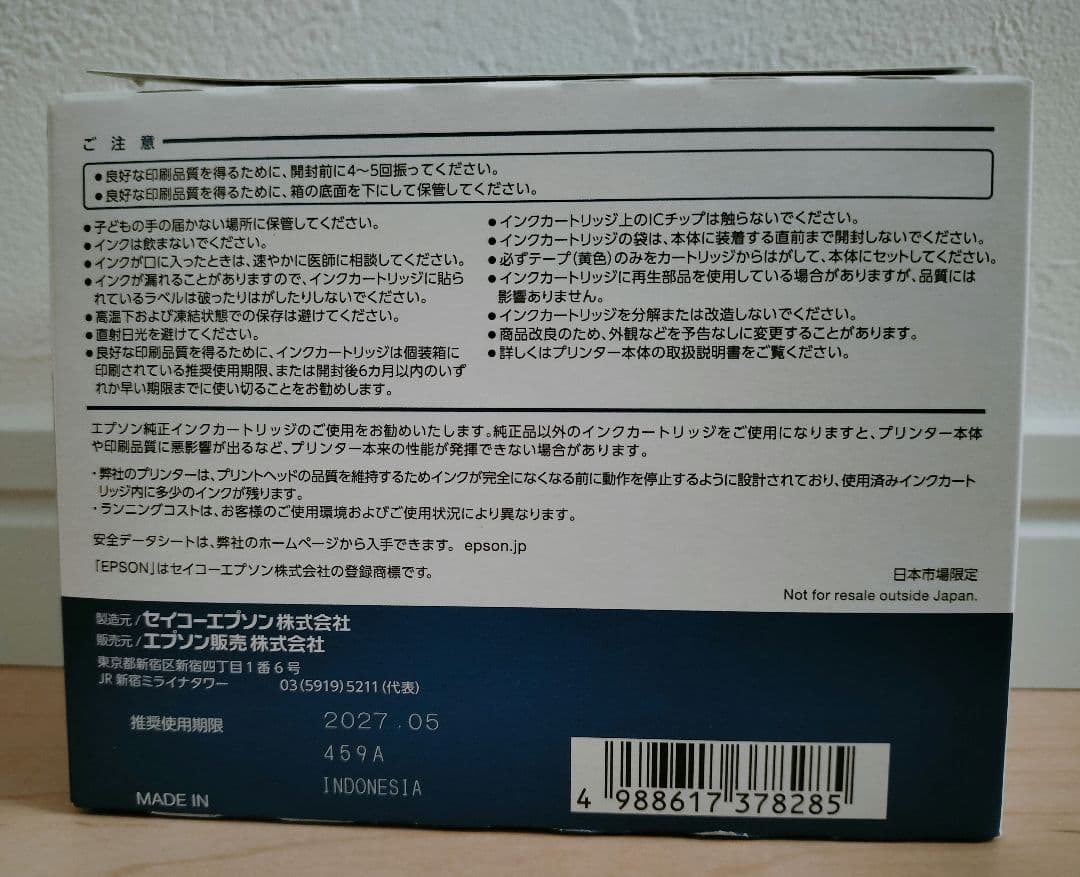 ご注意
●良好な印刷品質を得るために、開封前に4～5回振ってください。
●良好な印刷品質を得るために、箱の底面を下にして保管してください。
●子どもの手の届かない場所に保管してください。
●インクは飲まないでください。
●インクが口に入ったときは、速やかに医師に相談してください。
●インクが漏れることがありますので、インクカートリッジに貼ら
れているラベルは破ったりはがしたりしないでください。
●高温下および凍結状態での保存は避けてください。
●直射日光を避けてください。
●良好な印刷品質を得るために、インクカートリッジは個装箱に
印刷されている推奨使用期限、または開封後6カ月以内のいず
れか早い期限までに使い切ることをお勧めします。
●インクカートリッジ上のICチップは触らないでください。
●インクカートリッジの袋は、本体に装着する直前まで開封しないでください。
●必ずテープ(黄色)のみをカートリッジからはがして、本体にセットしてください。
●インクカートリッジに再生部品を使用している場合がありますが、品質には
影響ありません。
●インクカートリッジを分解または改造しないでください。
●商品改良のため、外観などを予告なしに変更することがあります。
●詳しくはプリンター本体の取扱説明書をご覧ください。
エプソン純正インクカートリッジのご使用をお勧めいたします。純正品以外のインクカートリッジをご使用になりますと、プリンター本体
や印刷品質に悪影響が出るなど、プリンター本来の性能が発揮できない場合があります。
・弊社のプリンターは、プリントヘッドの品質を維持するためインクが完全になくなる前に動作を停止するように設計されており、使用済みインクカート
リッジ内に多少のインクが残ります。
・ランニングコストは、お客様のご使用環境およびご使用状況により異なります。
安全データシートは、弊社のホームページから入手できます。 epson.jp
「EPSON」はセイコーエプソン株式会社の登録商標です。
日本市場限定
Not for resale outside Japan.
製造元/セイコーエプソン株式会社
販売元/エプソン販売株式会社
東京都新宿区新宿四丁目1番6号
JR新宿ミライナタワー 03(5919)5211(代表)
推奨使用期限 2027.05
459A
INDONESIA
MADE IN
4 988617 378285